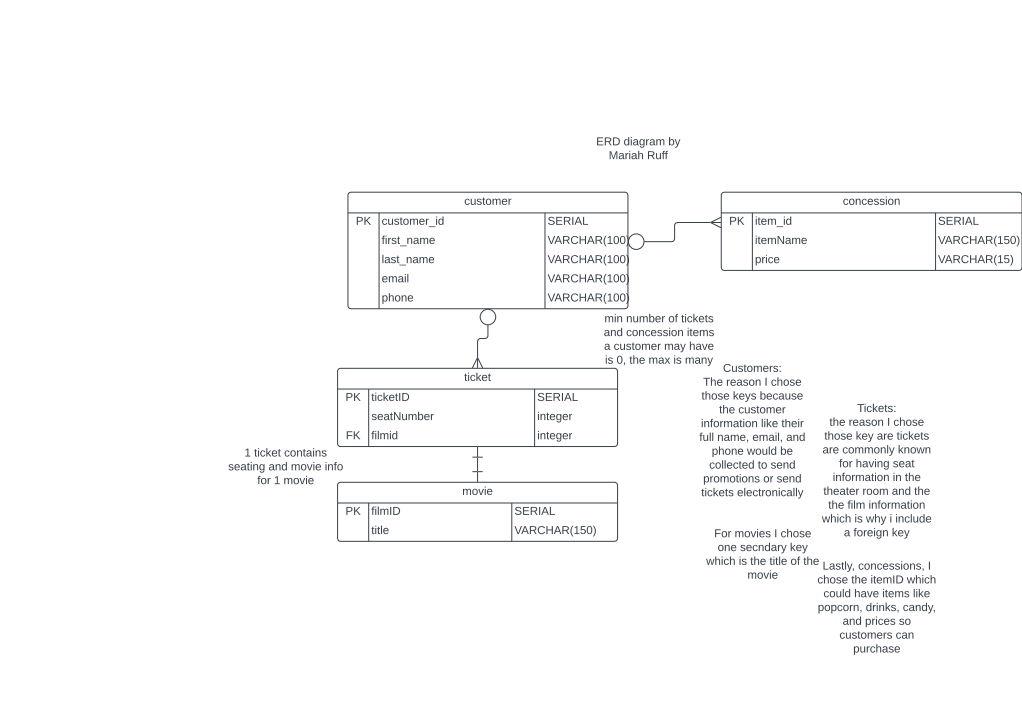 ERD diagram by
Mariah Ruff
customer
PK customer_id SERIAL
first_name VARCHAR(100)
last_name VARCHAR(100)
email VARCHAR(100)
phone VARCHAR(100)
concession
PK item_id SERIAL
itemName VARCHAR(150)
price VARCHAR(15)
min number of tickets
and concession items
a customer may have
is 0, the max is many
ticket
PK ticketID SERIAL
seatNumber integer
FK filmid integer
1 ticket contains
seating and movie info
for 1 movie
movie
PK filmID SERIAL
title VARCHAR(150)
Customers:
The reason I chose
those keys because
the customer
information like their
full name, email, and
phone would be
collected to send
promotions or send
tickets electronically
Tickets:
the reason I chose
those key are tickets
are commonly known
for having seat
information in the
theater room and the
the film information
which is why i include
a foreign key
For movies I chose
one secndary key
which is the title of the
movie
Lastly, concessions, I
chose the itemID which
could have items like
popcorn, drinks, candy,
and prices so
customers can
purchase